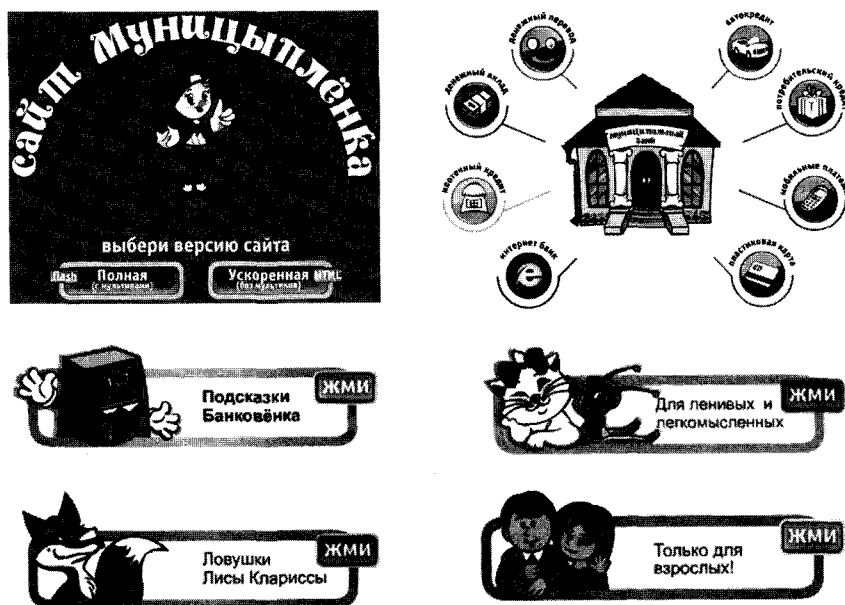 сайт Муницыплёнка
выбери версию сайта
flash Полная
(с мультиками)
Ускоренная HTML
(без мультиков)
денежный перевод
автокредит
денежный вклад
потребительский кредит
ипотечный кредит
мобильные платежи
интернет банк
пластиковая карта
муниципальный
банк
Подсказки
Банковёнка
ЖМИ
Для ленивых и
легкомысленных
ЖМИ
Ловушки
Лисы Клариссы
ЖМИ
Только для
взрослых!
ЖМИ